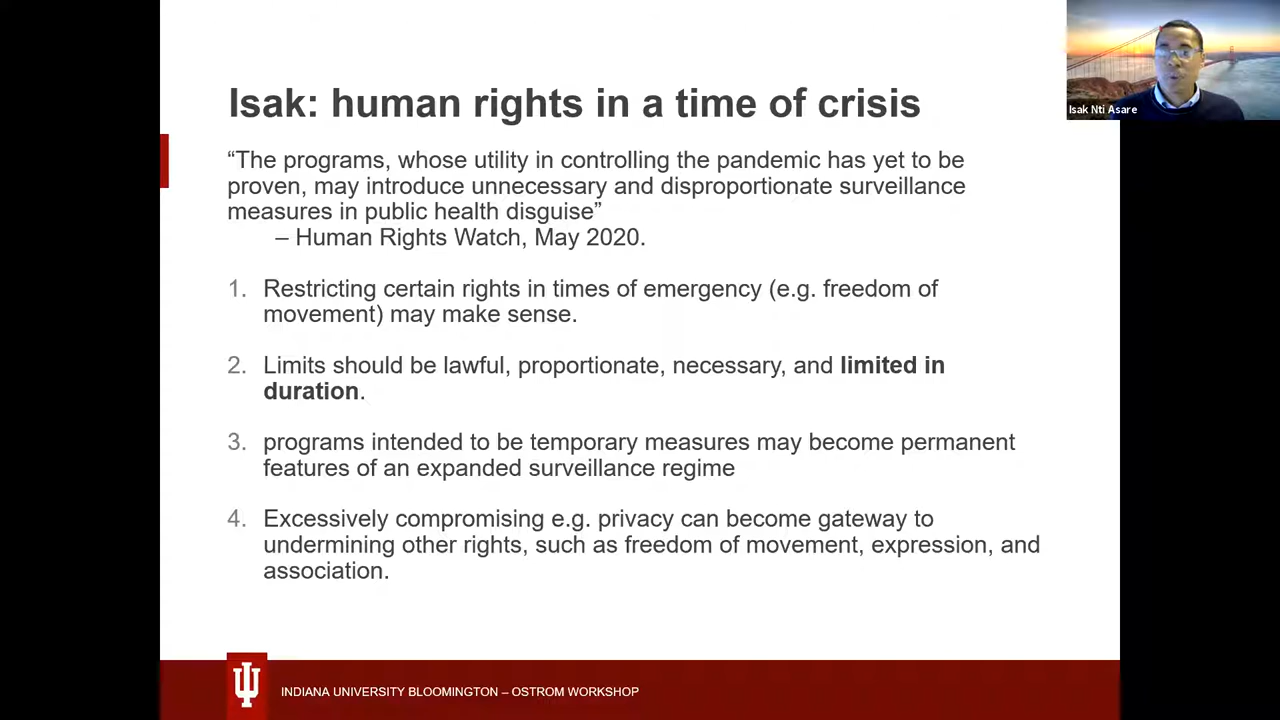 Isak Nti Asare
Isak: human rights in a time of crisis
“The programs, whose utility in controlling the pandemic has yet to be
proven, may introduce unnecessary and disproportionate surveillance
measures in public health disguise”
– Human Rights Watch, May 2020.
1. Restricting certain rights in times of emergency (e.g. freedom of
movement) may make sense.
2. Limits should be lawful, proportionate, necessary, and limited in
duration.
3. programs intended to be temporary measures may become permanent
features of an expanded surveillance regime
4. Excessively compromising e.g. privacy can become gateway to
undermining other rights, such as freedom of movement, expression, and
association.
INDIANA UNIVERSITY BLOOMINGTON – OSTROM WORKSHOP